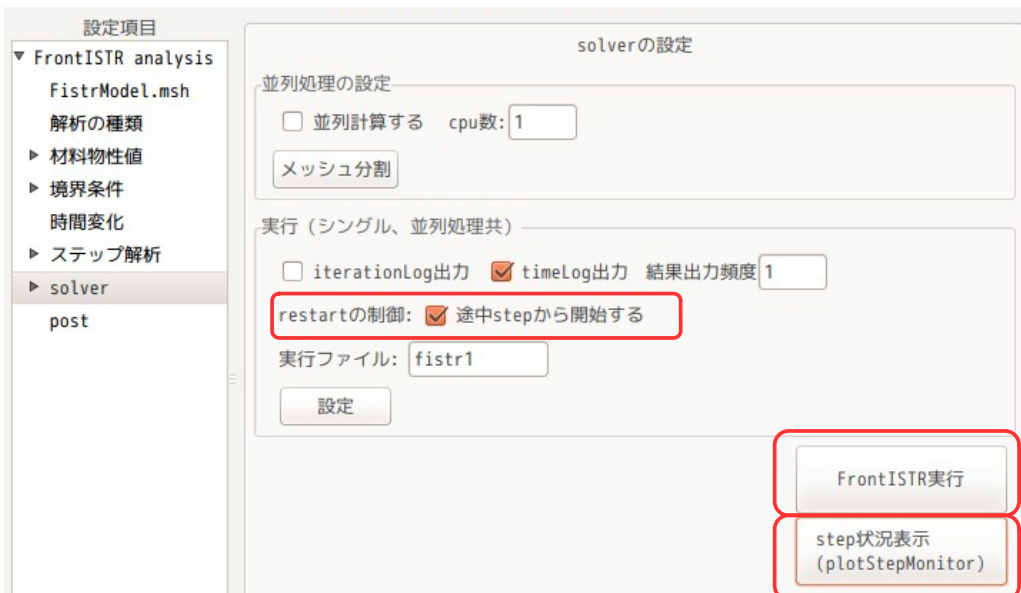 設定項目
FrontISTR analysis
FistrModel.msh
解析の種類
材料物性値
境界条件
時間変化
ステップ解析
solver
post
solverの設定
並列処理の設定
並列計算する cpu数: 1
メッシュ分割
実行（シングル、並列処理共）
iterationLog出力 timeLog出力 結果出力頻度 1
restartの制御: 途中stepから開始する
実行ファイル: fistr1
設定
FrontISTR実行
step状況表示
(plotStepMonitor)